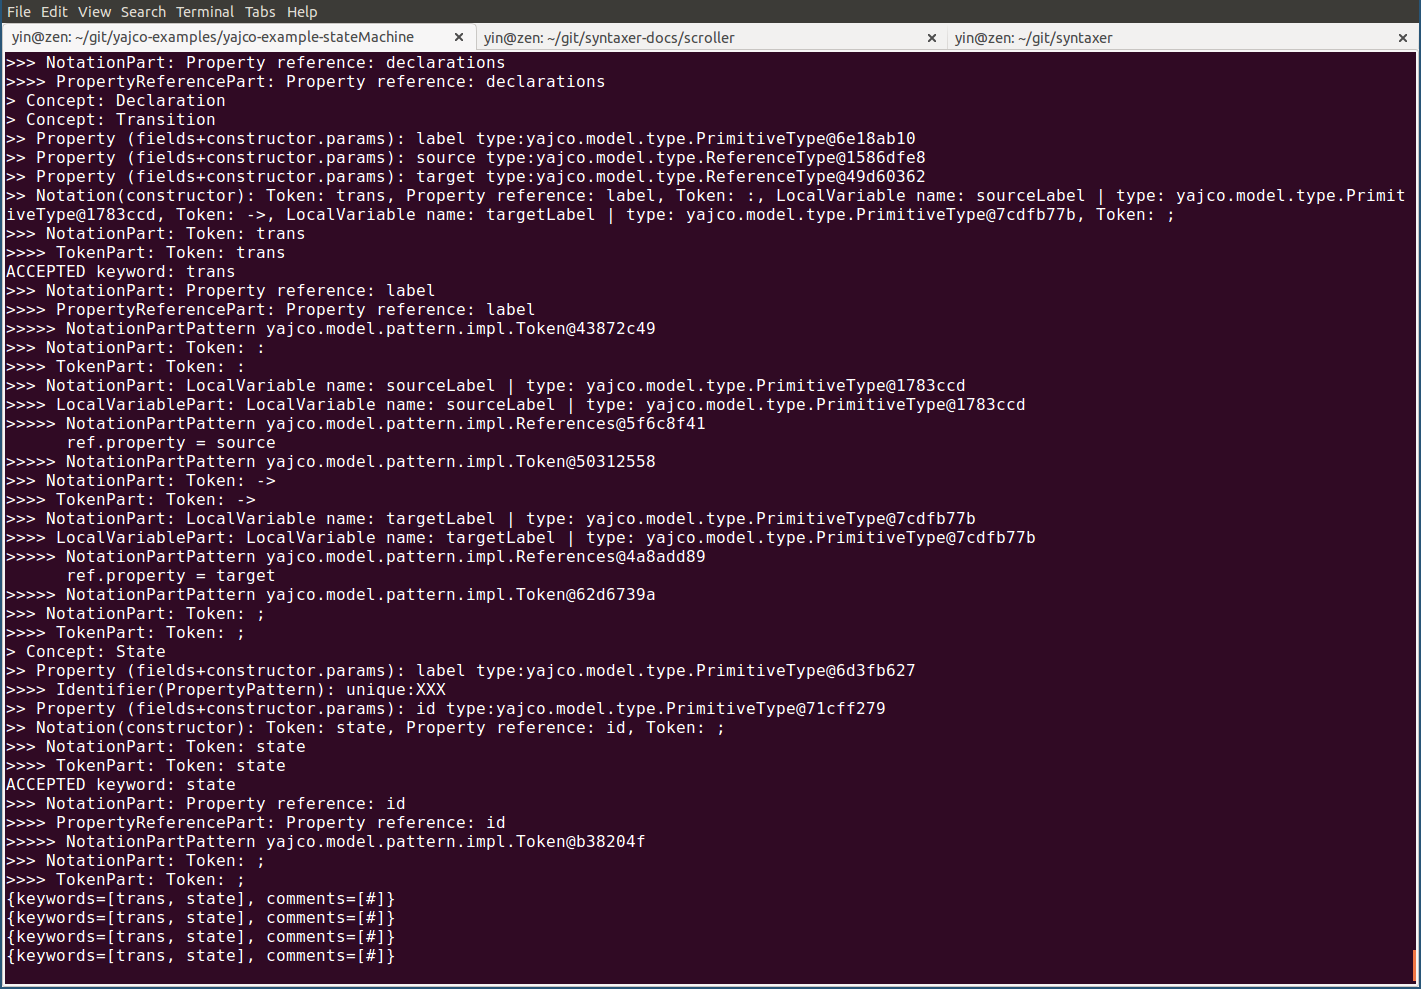 File Edit View Search Terminal Tabs Help
yin@zen: ~/git/yajco-examples/yajco-example-stateMachine × yin@zen: ~/git/syntaxer-docs/scroller × yin@zen: ~/git/syntaxer ×
>>> NotationPart: Property reference: declarations
>>>> PropertyReferencePart: Property reference: declarations
> Concept: Declaration
> Concept: Transition
>> Property (fields+constructor.params): label type:yajco.model.type.PrimitiveType@6e18ab10
>> Property (fields+constructor.params): source type:yajco.model.type.ReferenceType@1586dfe8
>> Property (fields+constructor.params): target type:yajco.model.type.ReferenceType@49d60362
>> Notation(constructor): Token: trans, Property reference: label, Token: :, LocalVariable name: sourceLabel | type: yajco.model.type.Primit
iveType@1783ccd, Token: ->, LocalVariable name: targetLabel | type: yajco.model.type.PrimitiveType@7cdfb77b, Token: ;
>>> NotationPart: Token: trans
>>>> TokenPart: Token: trans
ACCEPTED keyword: trans
>>> NotationPart: Property reference: label
>>>> PropertyReferencePart: Property reference: label
>>>>> NotationPartPattern yajco.model.pattern.impl.Token@43872c49
>>> NotationPart: Token: :
>>>> TokenPart: Token: :
>>> NotationPart: LocalVariable name: sourceLabel | type: yajco.model.type.PrimitiveType@1783ccd
>>>> LocalVariablePart: LocalVariable name: sourceLabel | type: yajco.model.type.PrimitiveType@1783ccd
>>>>> NotationPartPattern yajco.model.pattern.impl.References@5f6c8f41
      ref.property = source
>>>>> NotationPartPattern yajco.model.pattern.impl.Token@50312558
>>> NotationPart: Token: ->
>>>> TokenPart: Token: ->
>>> NotationPart: LocalVariable name: targetLabel | type: yajco.model.type.PrimitiveType@7cdfb77b
>>>> LocalVariablePart: LocalVariable name: targetLabel | type: yajco.model.type.PrimitiveType@7cdfb77b
>>>>> NotationPartPattern yajco.model.pattern.impl.References@4a8add89
      ref.property = target
>>>>> NotationPartPattern yajco.model.pattern.impl.Token@62d6739a
>>> NotationPart: Token: ;
>>>> TokenPart: Token: ;
> Concept: State
>> Property (fields+constructor.params): label type:yajco.model.type.PrimitiveType@6d3fb627
>>>> Identifier(PropertyPattern): unique:XXX
>> Property (fields+constructor.params): id type:yajco.model.type.PrimitiveType@71cff279
>> Notation(constructor): Token: state, Property reference: id, Token: ;
>>> NotationPart: Token: state
>>>> TokenPart: Token: state
ACCEPTED keyword: state
>>> NotationPart: Property reference: id
>>>> PropertyReferencePart: Property reference: id
>>>>> NotationPartPattern yajco.model.pattern.impl.Token@b38204f
>>> NotationPart: Token: ;
>>>> TokenPart: Token: ;
{keywords=[trans, state], comments=[#]}
{keywords=[trans, state], comments=[#]}
{keywords=[trans, state], comments=[#]}
{keywords=[trans, state], comments=[#]}